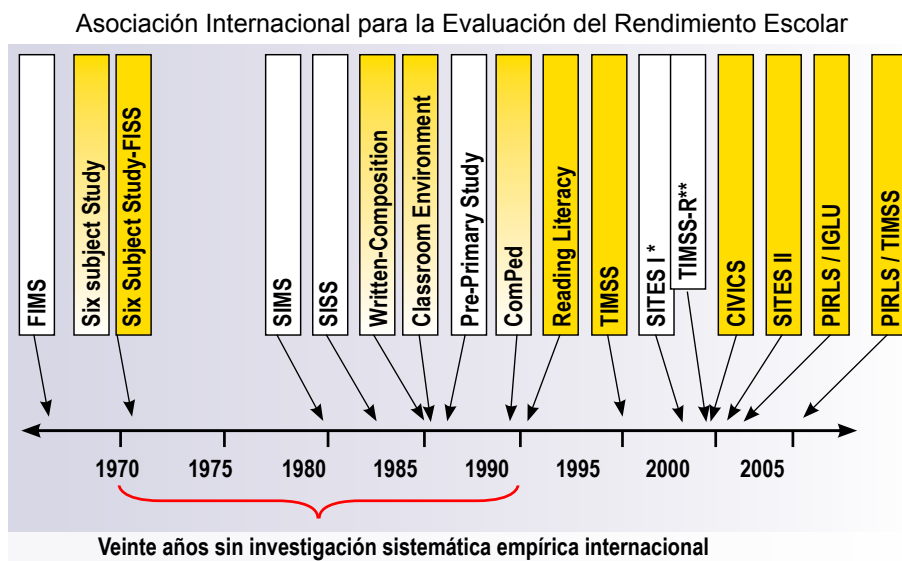 Asociación Internacional para la Evaluación del Rendimiento Escolar
FIMS
Six subject Study
Six Subject Study-FISS
SIMS
SISS
Written-Composition
Classroom Environment
Pre-Primary Study
ComPed
Reading Literacy
TIMSS
SITES I *
TIMSS-R**
CIVICS
SITES II
PIRLS / IGLU
PIRLS / TIMSS
1970 1975 1980 1985 1990 1995 2000 2005
Veinte años sin investigación sistemática empírica internacional